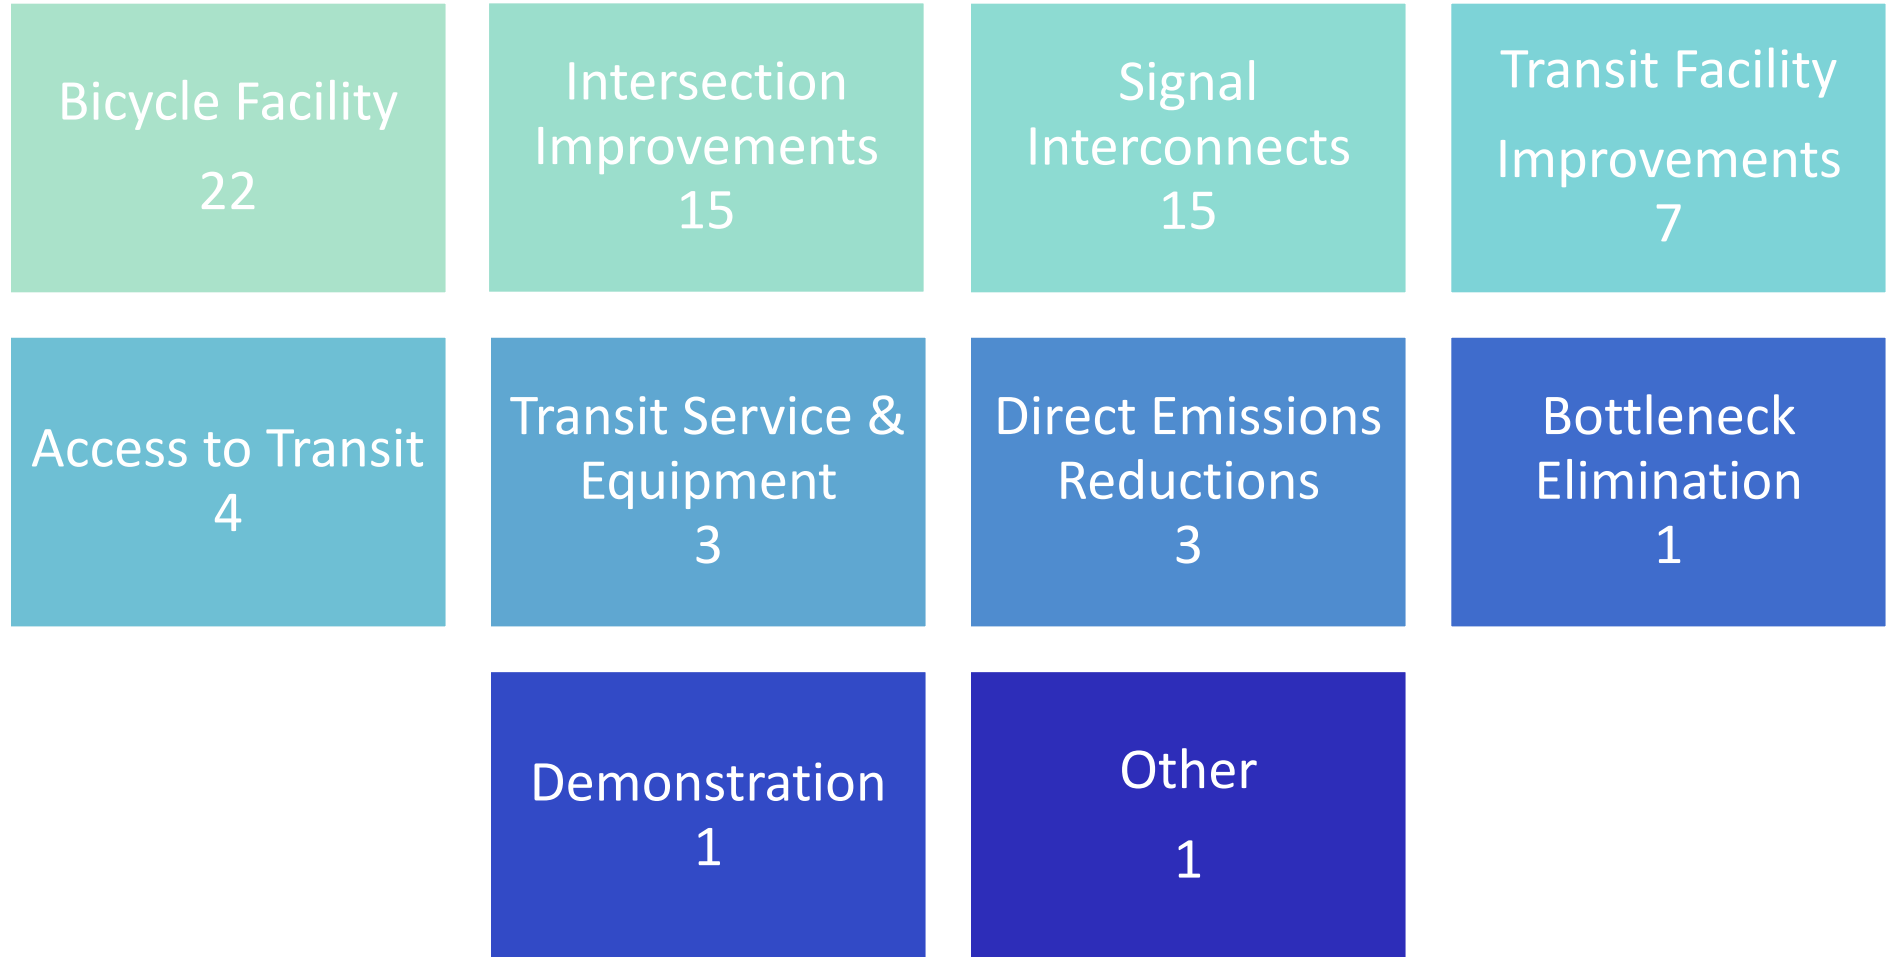 Bicycle Facility
22
Intersection
Improvements
15
Signal
Interconnects
15
Transit Facility
Improvements
7
Access to Transit
4
Transit Service &
Equipment
3
Direct Emissions
Reductions
3
Bottleneck
Elimination
1
Demonstration
1
Other
1